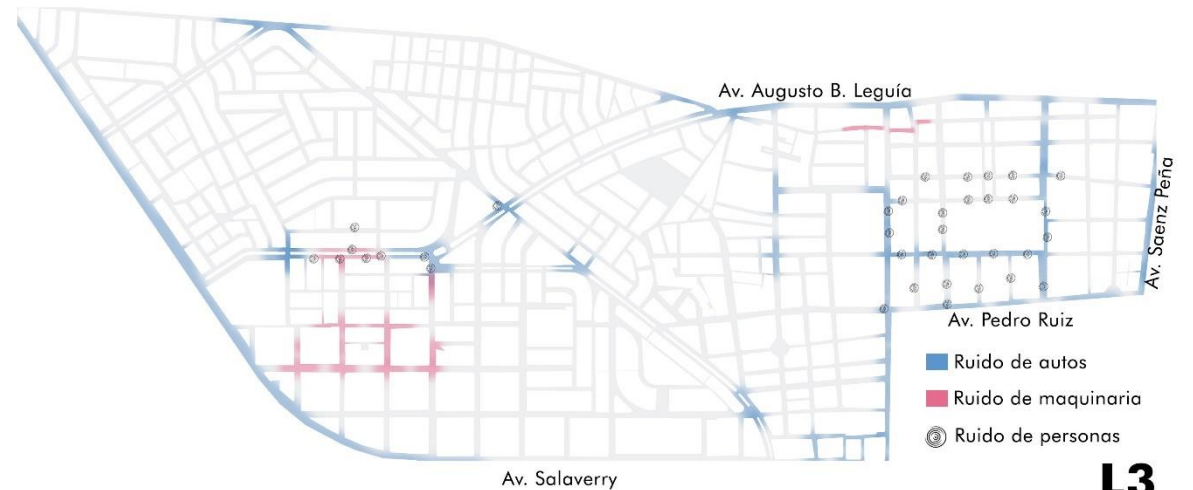 Av. Augusto B. Leguía
Av. Saenz Peña
Av. Pedro Ruiz
Ruido de autos
Ruido de maquinaria
Ruido de personas
Av. Salaverry
L3